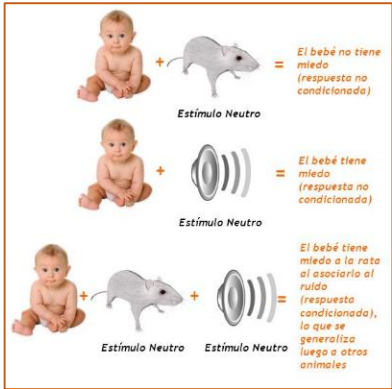 El bebé no tiene
miedo
(respuesta no
condicionada)
Estímulo Neutro
El bebé tiene
miedo
(respuesta no
condicionada)
Estímulo Neutro
El bebé tiene
miedo a la rata
al asociarlo al
ruido
(respuesta
condicionada),
lo que se
generaliza
luego a otros
animales
Estímulo Neutro
Estímulo Neutro